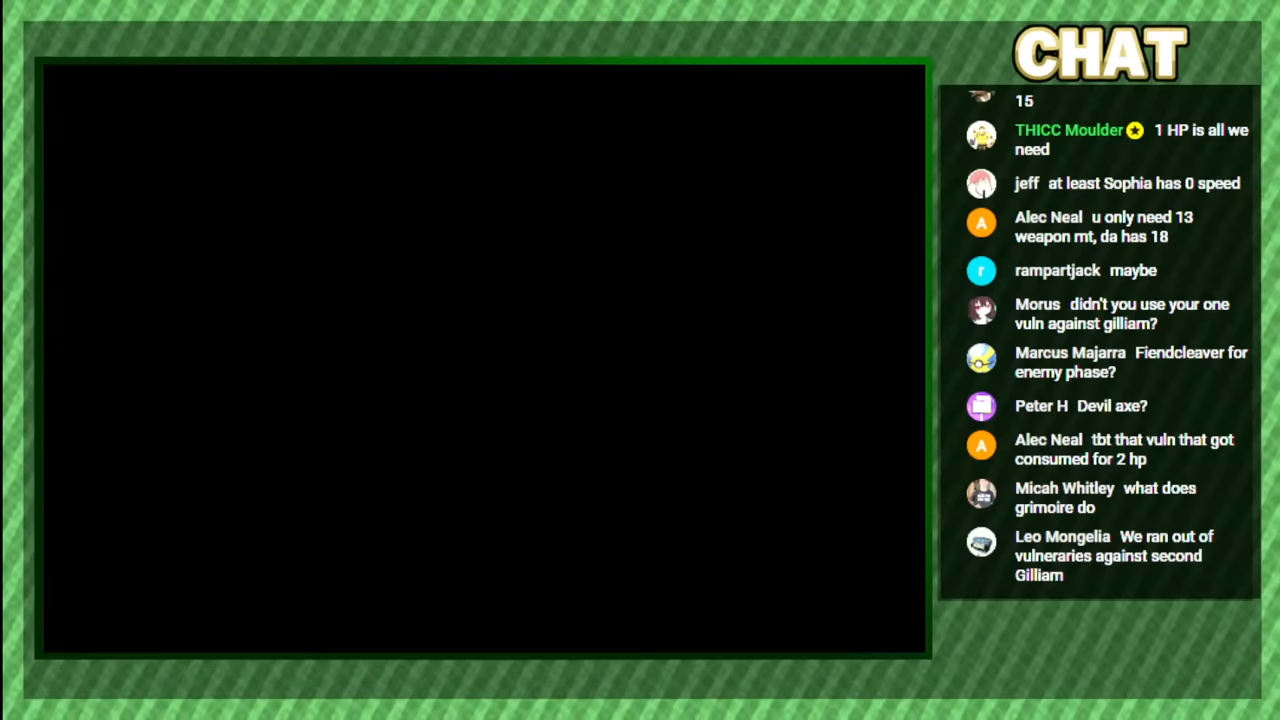 CHAT
15
THICC Moulder 1 HP is all we
need
jeff at least Sophia has 0 speed
Alec Neal u only need 13
weapon mt, da has 18
rampartjack maybe
Morus didn't you use your one
vuln against gilliam?
Marcus Majarra Fiendcleaver for
enemy phase?
Peter H Devil axe?
Alec Neal tbt that vuln that got
consumed for 2 hp
Micah Whitley what does
grimoire do
Leo Mongelia We ran out of
vulneraries against second
Gilliam